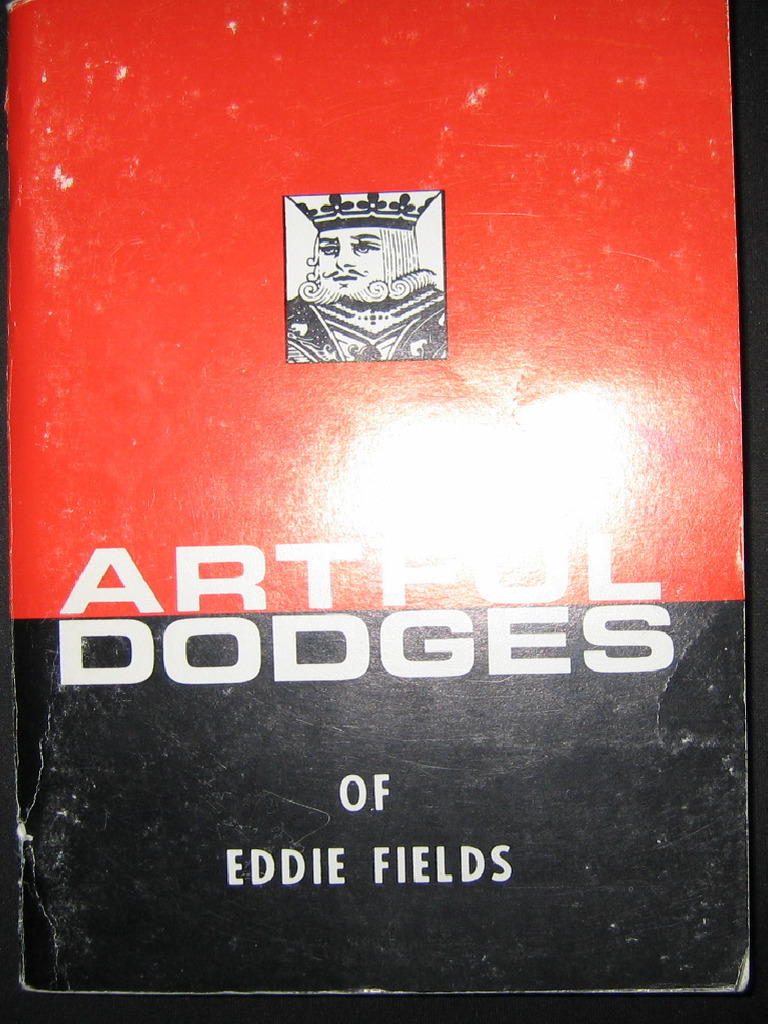 ARTFUL
DODGES
OF
EDDIE FIELDS